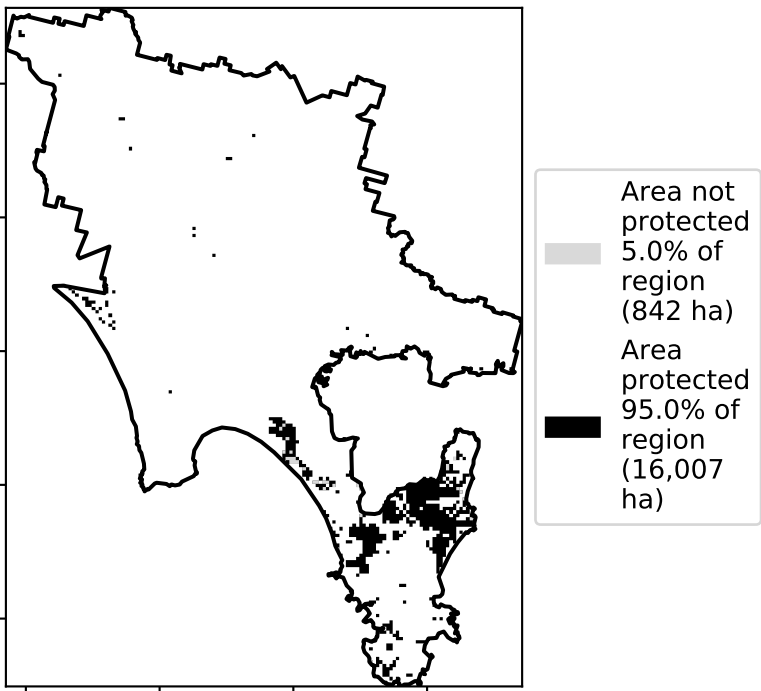 Area not
protected
5.0% of
region
(842 ha)
Area
protected
95.0% of
region
(16,007
ha)